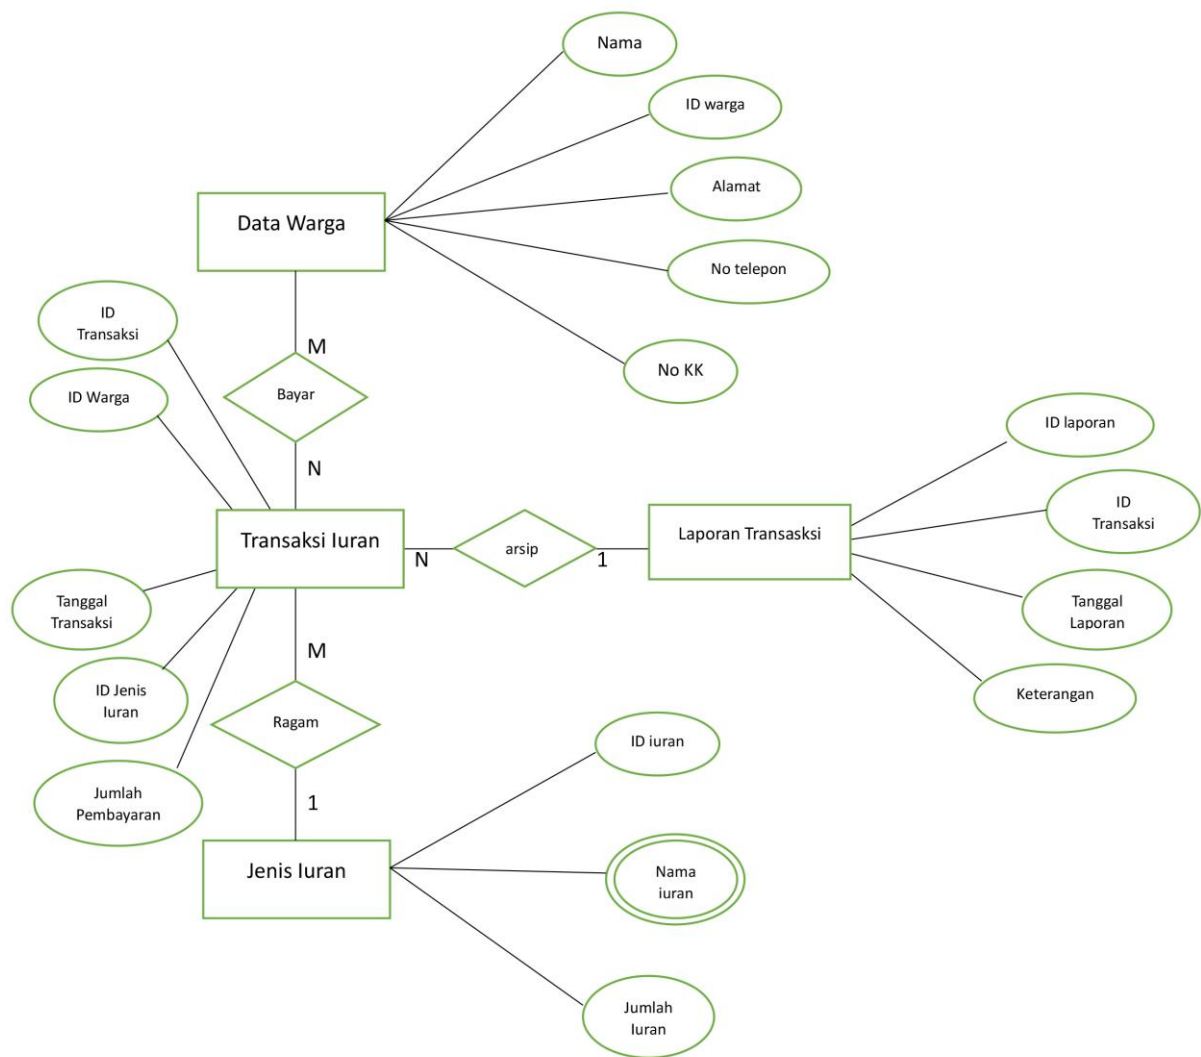 Nama
ID warga
Alamat
Data Warga
No telepon
ID
Transaksi
M
No KK
ID Warga
Bayar
ID laporan
N
ID
Transaksi
Transaksi Iuran
N
arsip
1
Laporan Transasksi
Tanggal
Transaksi
Tanggal
Laporan
M
ID Jenis
Iuran
Keterangan
Ragam
ID iuran
Jumlah
Pembayaran
1
Jenis Iuran
Nama
iuran
Jumlah
Iuran